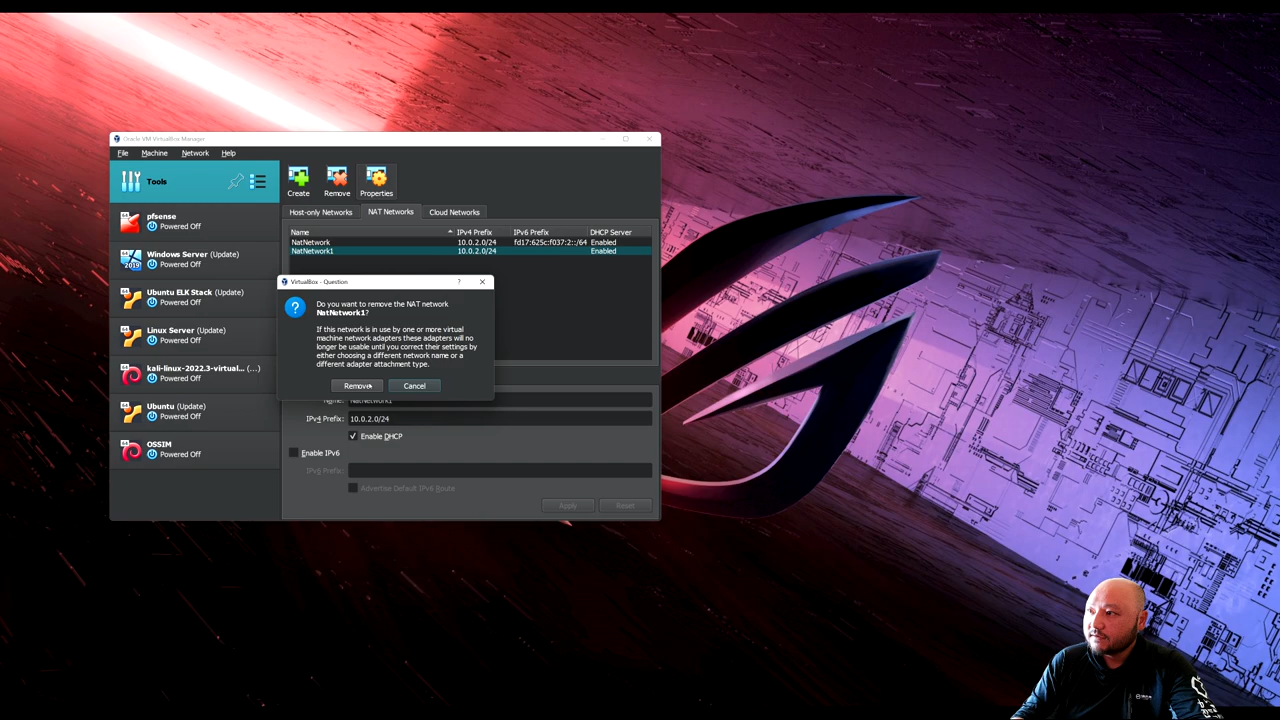 Oracle VM VirtualBox Manager
File Machine Network Help
Tools
Create Remove Properties
pfsense
Powered Off
Windows Server (Update)
Powered Off
2019
Ubuntu ELK Stack (Update)
Powered Off
Linux Server (Update)
Powered Off
kali-linux-2022.3-virtual... (...)
Powered Off
Ubuntu (Update)
Powered Off
OSSIM
Powered Off
Host-only Networks NAT Networks Cloud Networks
Name IPv4 Prefix IPv6 Prefix DHCP Server
NatNetwork 10.0.2.0/24 fd17:625c:f037:2::/64 Enabled
NatNetwork1 10.0.2.0/24 Enabled
VirtualBox - Question
Do you want to remove the NAT network
NatNetwork1?
If this network is in use by one or more virtual
machine network adapters these adapters will no
longer be usable until you correct their settings by
either choosing a different network name or a
different adapter attachment type.
Remove Cancel
Name: NatNetwork1
IPv4 Prefix: 10.0.2.0/24
Enable DHCP
Enable IPv6
IPv6 Prefix:
Advertise Default IPv6 Route
Apply Reset